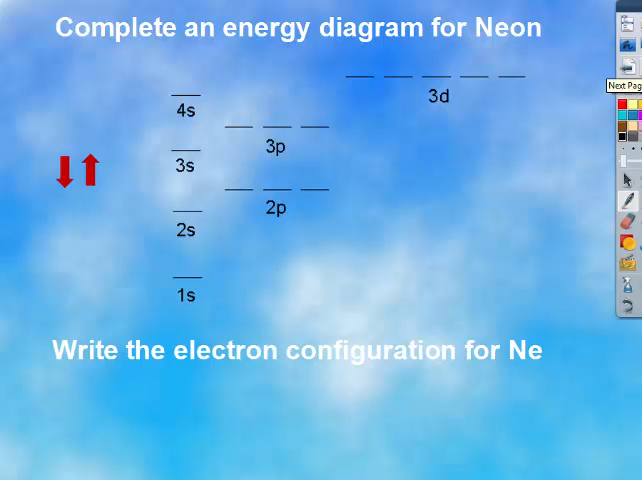 Complete an energy diagram for Neon
3d
4s
Next Pag
3p
3s
2p
2s
1s
Write the electron configuration for Ne